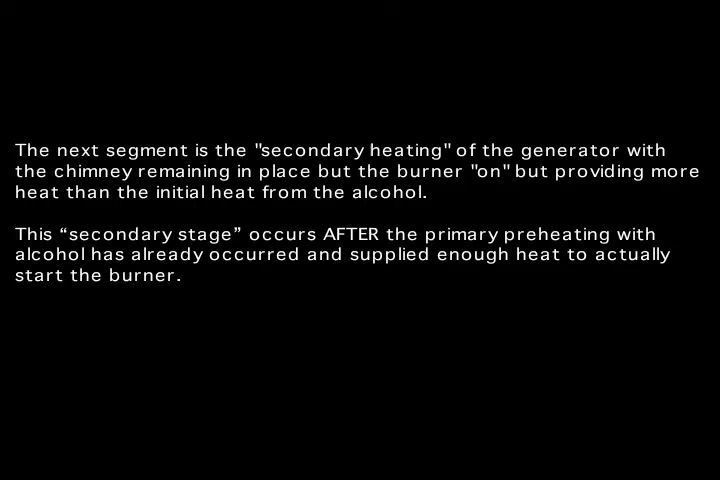 The next segment is the "secondary heating" of the generator with
the chimney remaining in place but the burner "on" but providing more
heat than the initial heat from the alcohol.
This “secondary stage” occurs AFTER the primary preheating with
alcohol has already occurred and supplied enough heat to actually
start the burner.